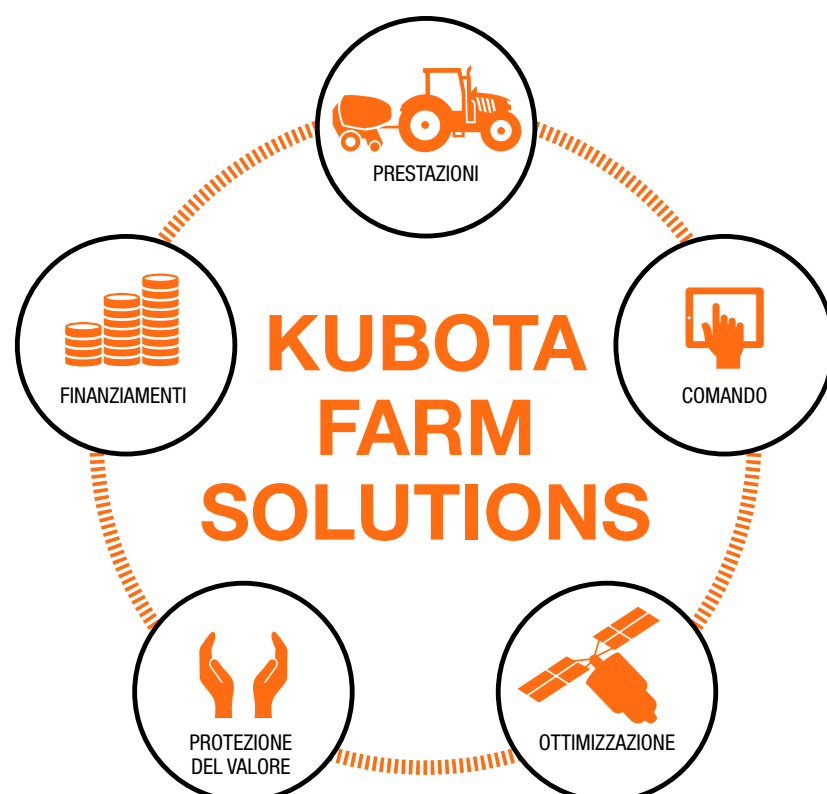 PRESTAZIONI
FINANZIAMENTI
KUBOTA
FARM
SOLUTIONS
COMANDO
PROTEZIONE
DEL VALORE
OTTIMIZZAZIONE